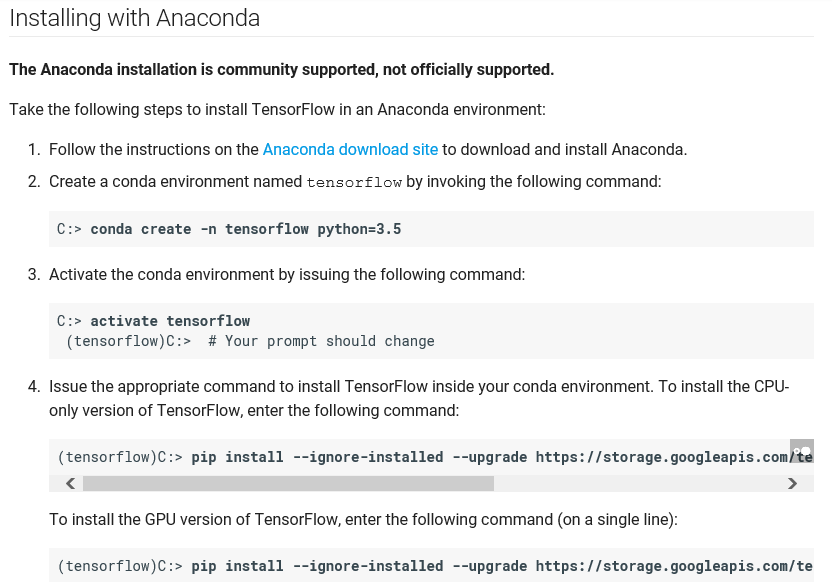 Installing with Anaconda
The Anaconda installation is community supported, not officially supported.
Take the following steps to install TensorFlow in an Anaconda environment:
1. Follow the instructions on the Anaconda download site to download and install Anaconda.
2. Create a conda environment named tensorflow by invoking the following command:
C:> conda create -n tensorflow python=3.5
3. Activate the conda environment by issuing the following command:
C:> activate tensorflow
(tensorflow)C:>  # Your prompt should change
4. Issue the appropriate command to install TensorFlow inside your conda environment. To install the CPU-
only version of TensorFlow, enter the following command:
(tensorflow)C:> pip install --ignore-installed --upgrade https://storage.googleapis.com/te
To install the GPU version of TensorFlow, enter the following command (on a single line):
(tensorflow)C:> pip install --ignore-installed --upgrade https://storage.googleapis.com/te